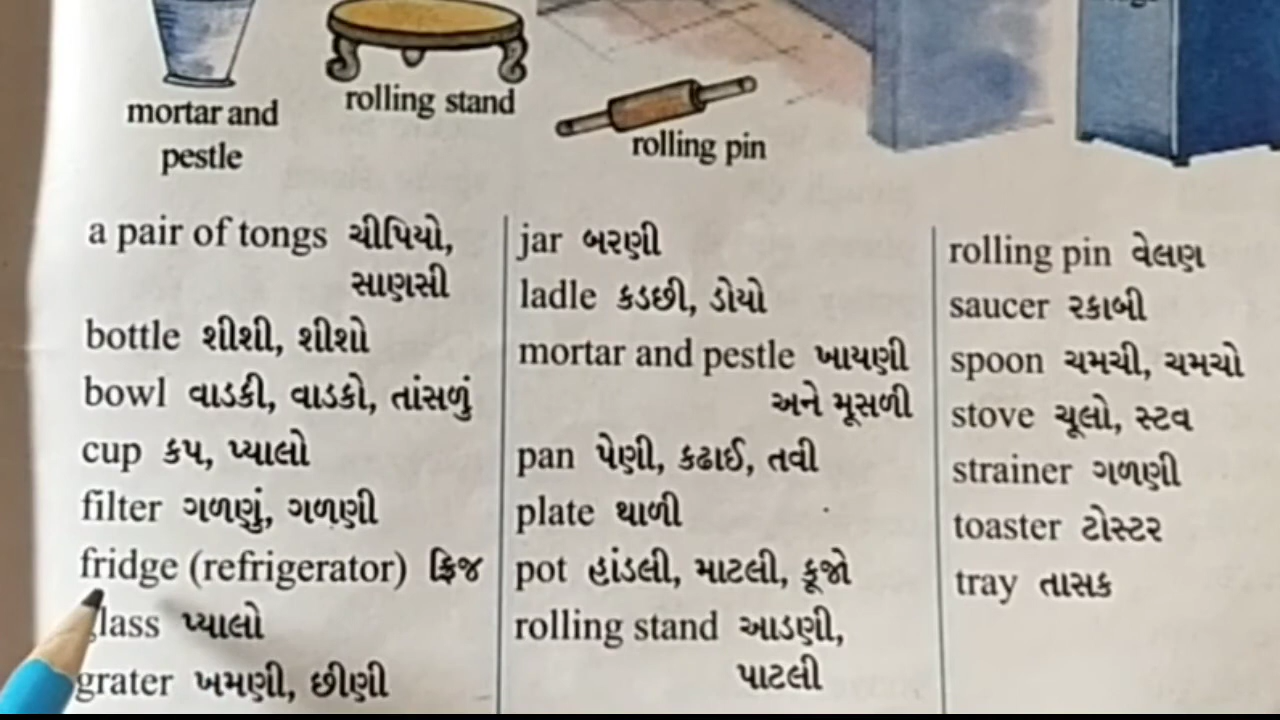 mortar and
pestle
rolling stand
rolling pin
a pair of tongs ચીપિયો,
સાણસી
bottle શીશી, શીશો
bowl વાડકી, વાડકો, તાંસળું
cup કપ, પ્યાલો
filter ગળણું, ગળણી
fridge (refrigerator) ફ્રિજ
glass પ્યાલો
grater ખમણી, છીણી
jar બરણી
ladle કડછી, ડોયો
mortar and pestle ખાયણી
અને મૂસળી
pan પેણી, કઢાઈ, તવી
plate થાળી
pot હાંડલી, માટલી, કૂજો
rolling stand આડણી,
પાટલી
rolling pin વેલણ
saucer રકાબી
spoon ચમચી, ચમચો
stove ચૂલો, સ્ટવ
strainer ગળણી
toaster ટોસ્ટર
tray તાસક